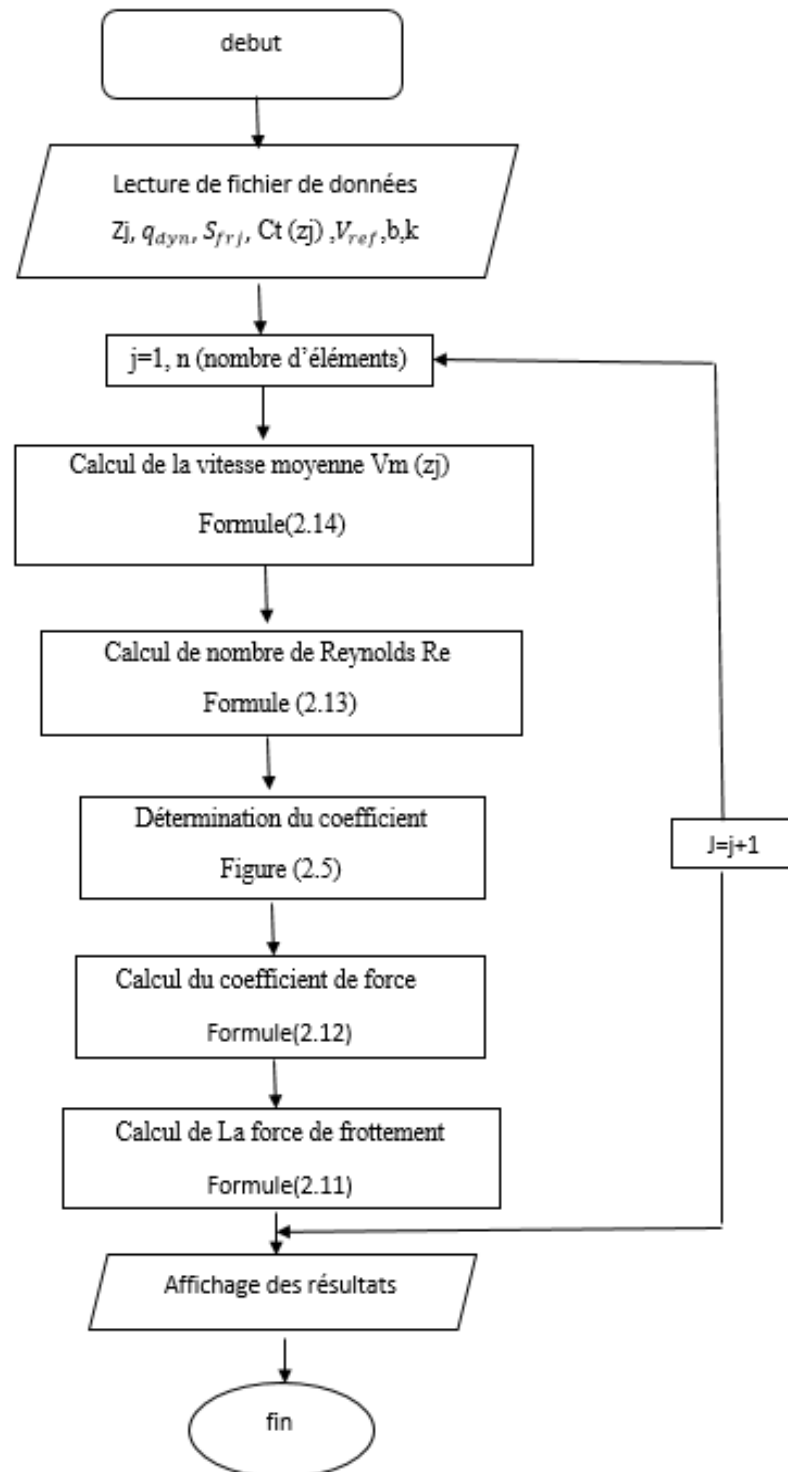 debut
Lecture de fichier de données
Zj, q_dyn, S_frj, Ct (zj) ,V_ref,b,k
j=1, n (nombre d’éléments)
Calcul de la vitesse moyenne Vm (zj)
Formule(2.14)
Calcul de nombre de Reynolds Re
Formule (2.13)
Détermination du coefficient
Figure (2.5)
J=j+1
Calcul du coefficient de force
Formule(2.12)
Calcul de La force de frottement
Formule(2.11)
Affichage des résultats
fin